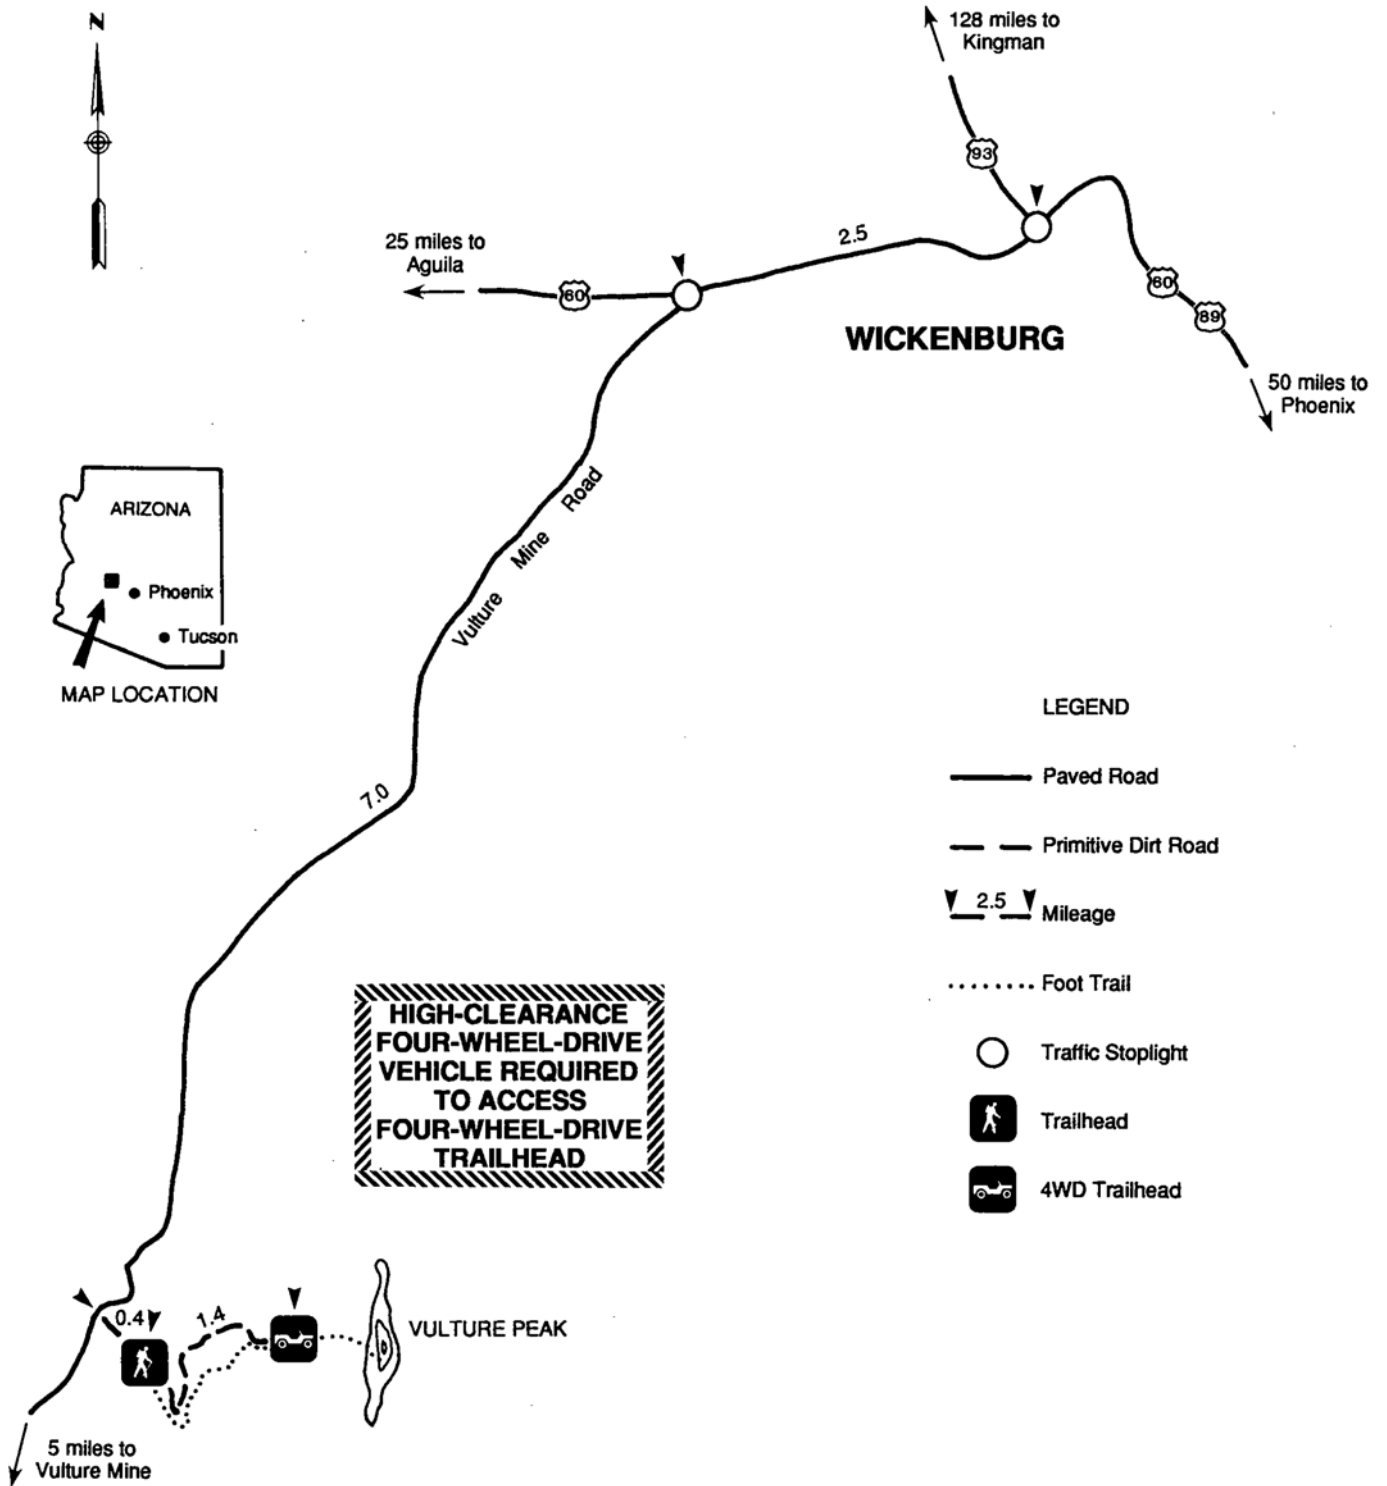 N
128 miles to
Kingman
93
2.5
25 miles to
Aguila
60
60
89
WICKENBURG
50 miles to
Phoenix
Vulture Mine Road
ARIZONA
Phoenix
Tucson
MAP LOCATION
7.0
LEGEND
Paved Road
Primitive Dirt Road
2.5 Mileage
Foot Trail
Traffic Stoplight
Trailhead
4WD Trailhead
HIGH-CLEARANCE
FOUR-WHEEL-DRIVE
VEHICLE REQUIRED
TO ACCESS
FOUR-WHEEL-DRIVE
TRAILHEAD
0.4
1.4
VULTURE PEAK
5 miles to
Vulture Mine